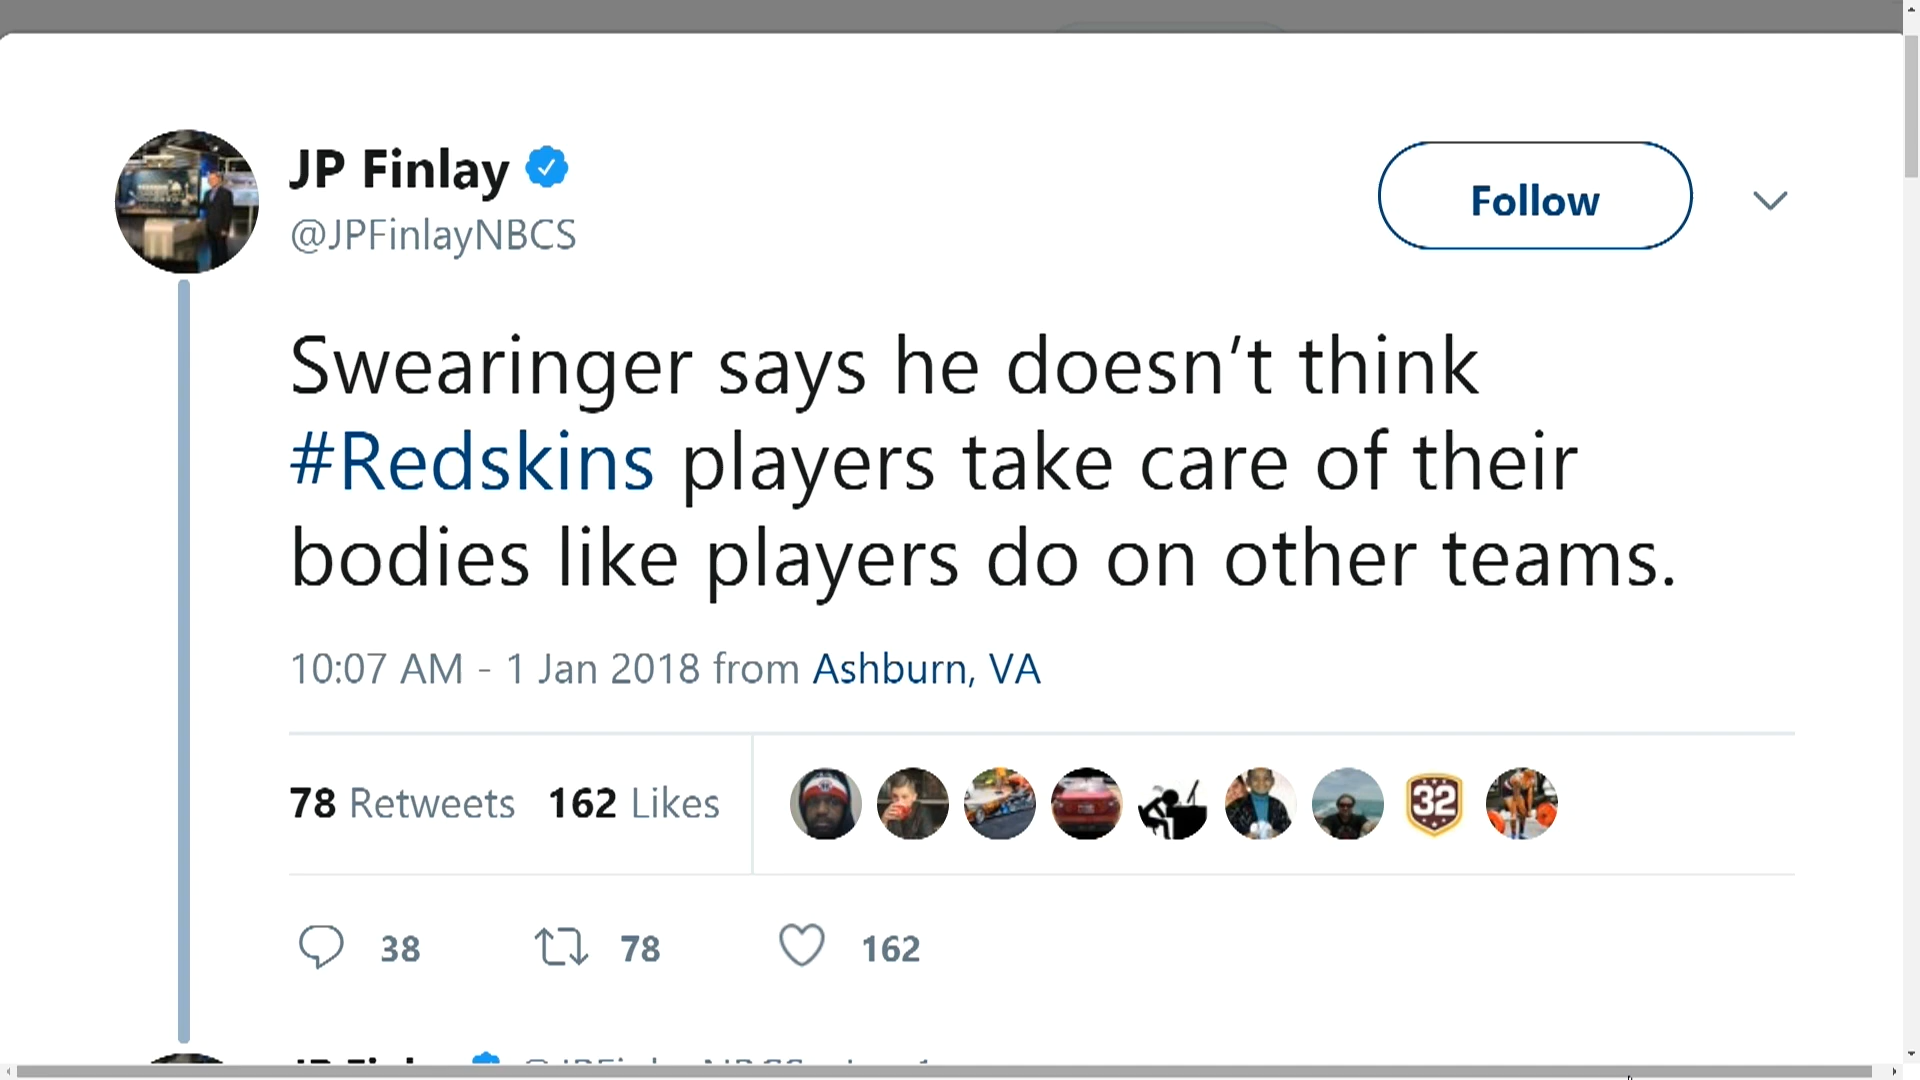 JP Finlay
@JPFinlayNBCS
Follow
Swearinger says he doesn’t think
#Redskins players take care of their
bodies like players do on other teams.
10:07 AM - 1 Jan 2018 from Ashburn, VA
78 Retweets 162 Likes
32
38 78 162